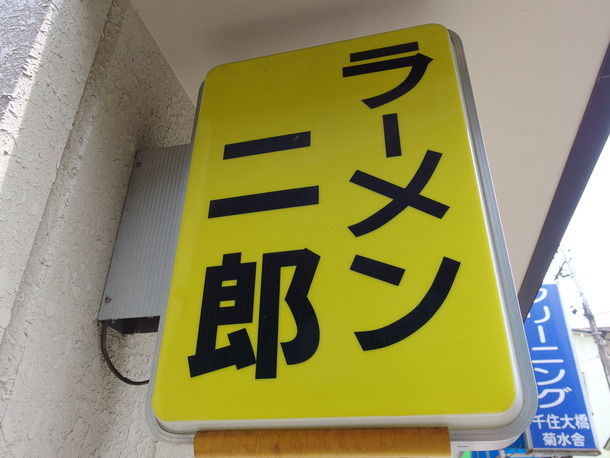 ラーメン
二郎
クリーニング
千住大橋
菊水舎